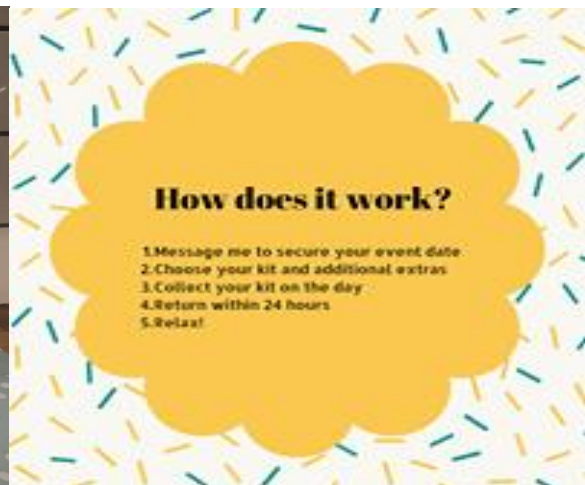 How does it work?
1.Message me to secure your event date
2.Choose your kit and additional extras
3.Collect your kit on the day
4.Return within 24 hours
5.Relax!